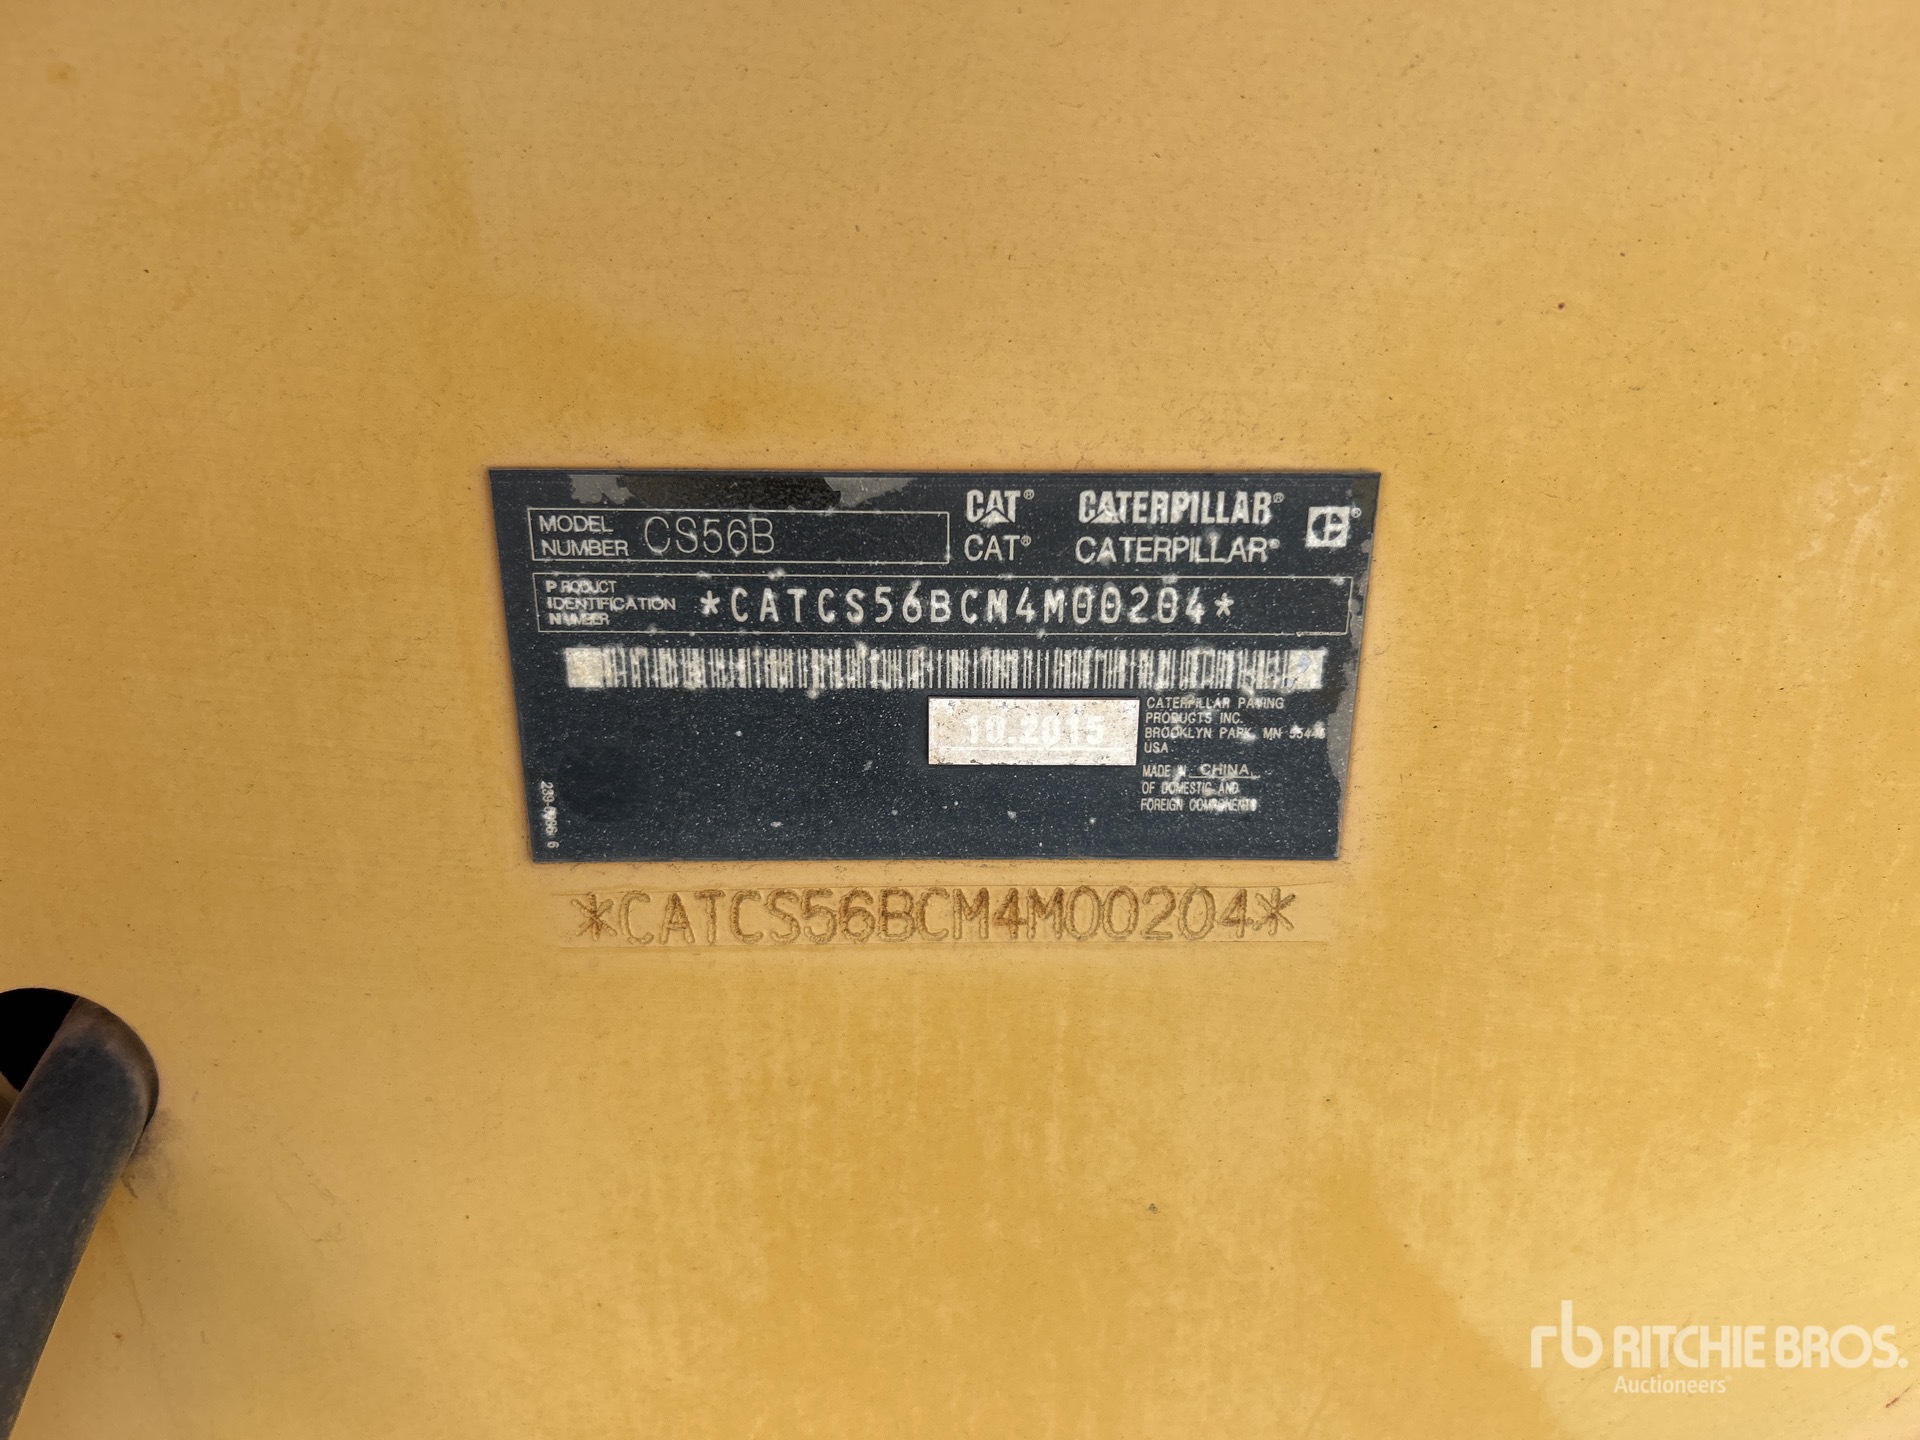 MODEL NUMBER CS56B
CAT® CATERPILLAR®
CAT® CATERPILLAR®
PRODUCT IDENTIFICATION NUMBER *CATCS56BCM4M00204*
10.2015
CATERPILLAR PAVING
PRODUCTS INC.
BROOKLYN PARK, MN
USA
MADE IN CHINA
OF DOMESTIC AND
FOREIGN COMPONENTS
*CATCS56BCM4M00204*
rb RITCHIE BROS.
Auctioneers